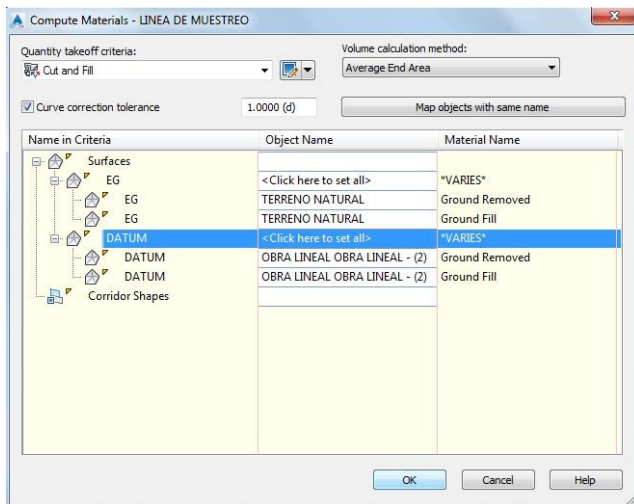 Compute Materials - LINEA DE MUESTREO
Quantity takeoff criteria:
Volume calculation method:
Cut and Fill
Average End Area
Curve correction tolerance
1.0000 (d)
Map objects with same name
Name in Criteria Object Name Material Name
Surfaces
EG <Click here to set all> *VARIES*
EG TERRENO NATURAL Ground Removed
EG TERRENO NATURAL Ground Fill
DATUM <Click here to set all> *VARIES*
DATUM OBRA LINEAL OBRA LINEAL - (2) Ground Removed
DATUM OBRA LINEAL OBRA LINEAL - (2) Ground Fill
Corridor Shapes
OK Cancel Help